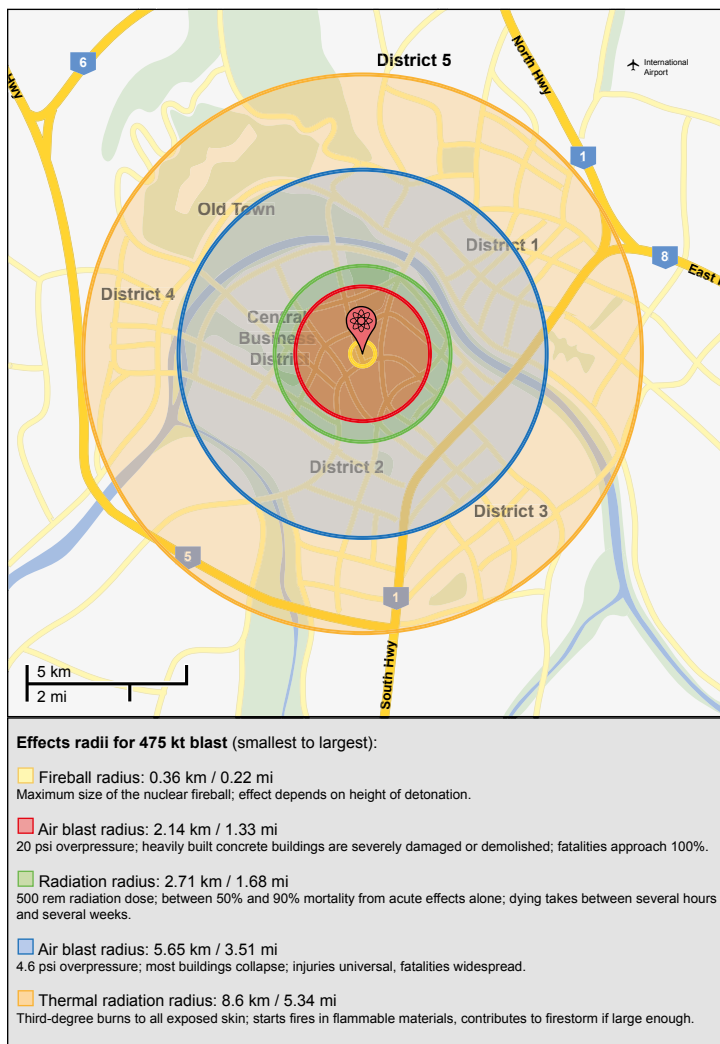 District 5
North Hwy
International
Airport
6
Hwy
1
Old Town
District 1
8
East
District 4
Central
Business
District
District 2
District 3
5
1
South Hwy
5 km
2 mi
Effects radii for 475 kt blast (smallest to largest):
Fireball radius: 0.36 km / 0.22 mi
Maximum size of the nuclear fireball; effect depends on height of detonation.
Air blast radius: 2.14 km / 1.33 mi
20 psi overpressure; heavily built concrete buildings are severely damaged or demolished; fatalities approach 100%.
Radiation radius: 2.71 km / 1.68 mi
500 rem radiation dose; between 50% and 90% mortality from acute effects alone; dying takes between several hours
and several weeks.
Air blast radius: 5.65 km / 3.51 mi
4.6 psi overpressure; most buildings collapse; injuries universal, fatalities widespread.
Thermal radiation radius: 8.6 km / 5.34 mi
Third-degree burns to all exposed skin; starts fires in flammable materials, contributes to firestorm if large enough.